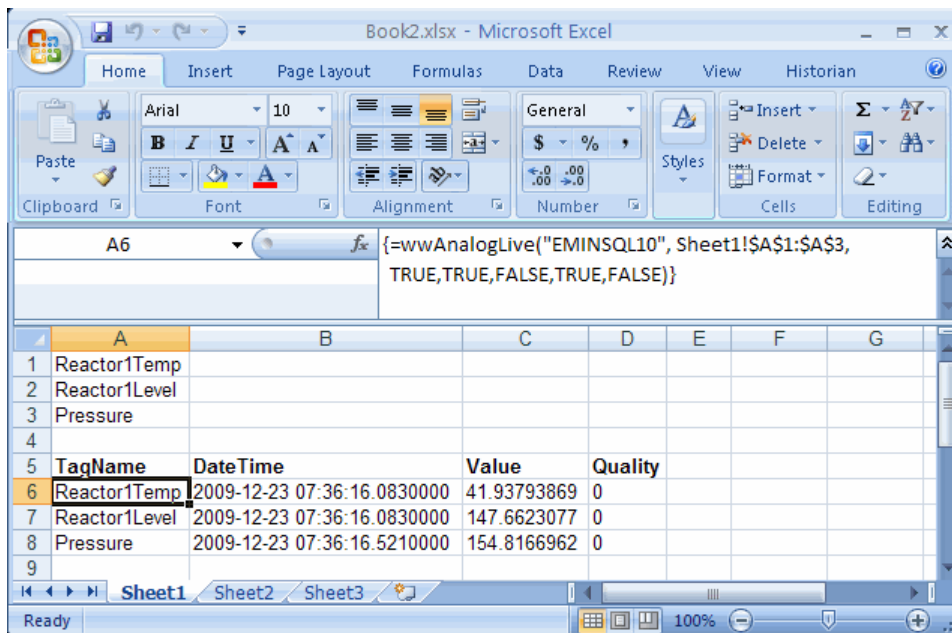 Book2.xlsx - Microsoft Excel
Home Insert Page Layout Formulas Data Review View Historian
Arial 10 General Insert Σ
Paste B I U A A $ % , Styles Delete
A .00 .0 Format
Clipboard Font Alignment Number Cells Editing
A6 fx {=wwAnalogLive("EMINSQL10", Sheet1!$A$1:$A$3,
TRUE,TRUE,FALSE,TRUE,FALSE)}
A B C D E F G
1 Reactor1Temp
2 Reactor1Level
3 Pressure
4
5 TagName DateTime Value Quality
6 Reactor1Temp 2009-12-23 07:36:16.0830000 41.93793869 0
7 Reactor1Level 2009-12-23 07:36:16.0830000 147.6623077 0
8 Pressure 2009-12-23 07:36:16.5210000 154.8166962 0
9
Sheet1 Sheet2 Sheet3
Ready 100%